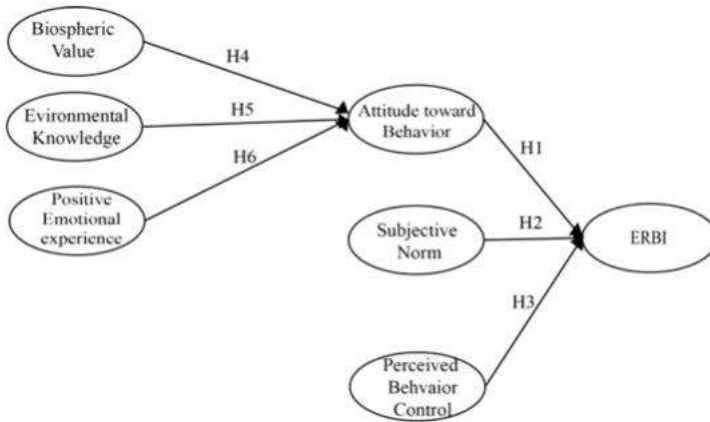 Biospheric
Value
H4
Evironmental
Knowledge
H5
Attitude toward
Behavior
H6
H1
Positive
Emotional
experience
Subjective
Norm
H2
ERBI
H3
Perceived
Behvaior
Control